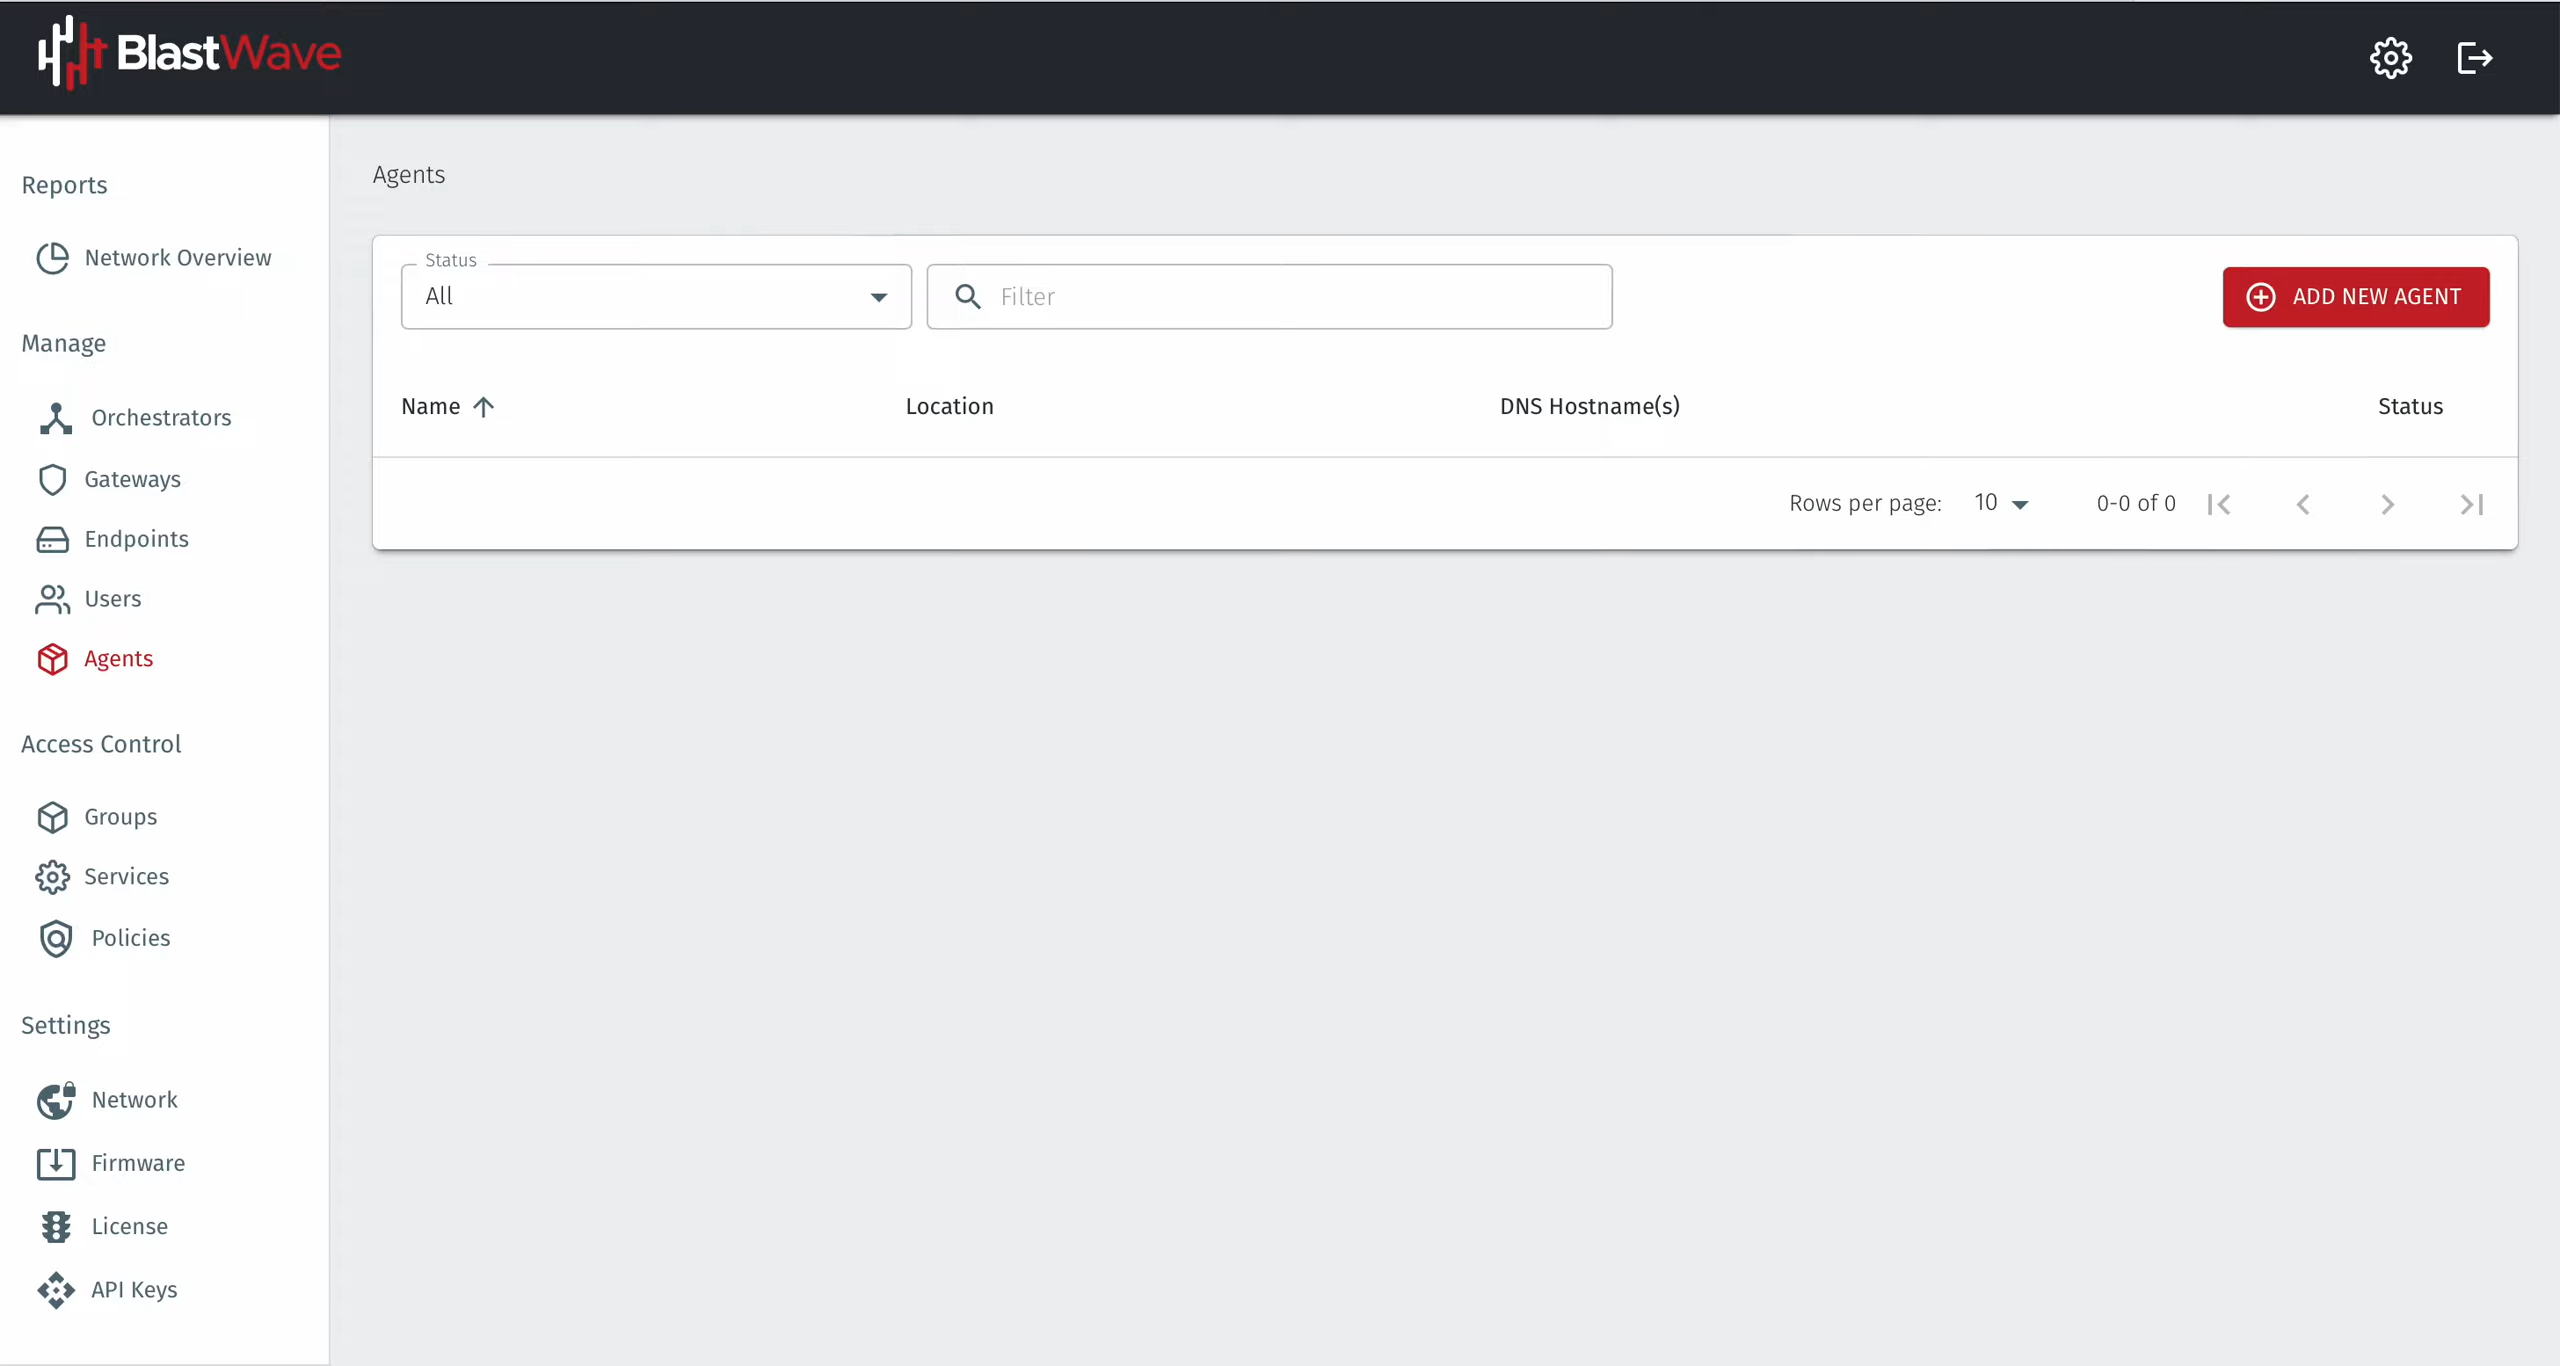 BlastWave
Reports
Network Overview
Manage
Orchestrators
Gateways
Endpoints
Users
Agents
Access Control
Groups
Services
Policies
Settings
Network
Firmware
License
API Keys
Agents
Status
All
Filter
ADD NEW AGENT
Name Location DNS Hostname(s) Status
Rows per page: 10 0-0 of 0